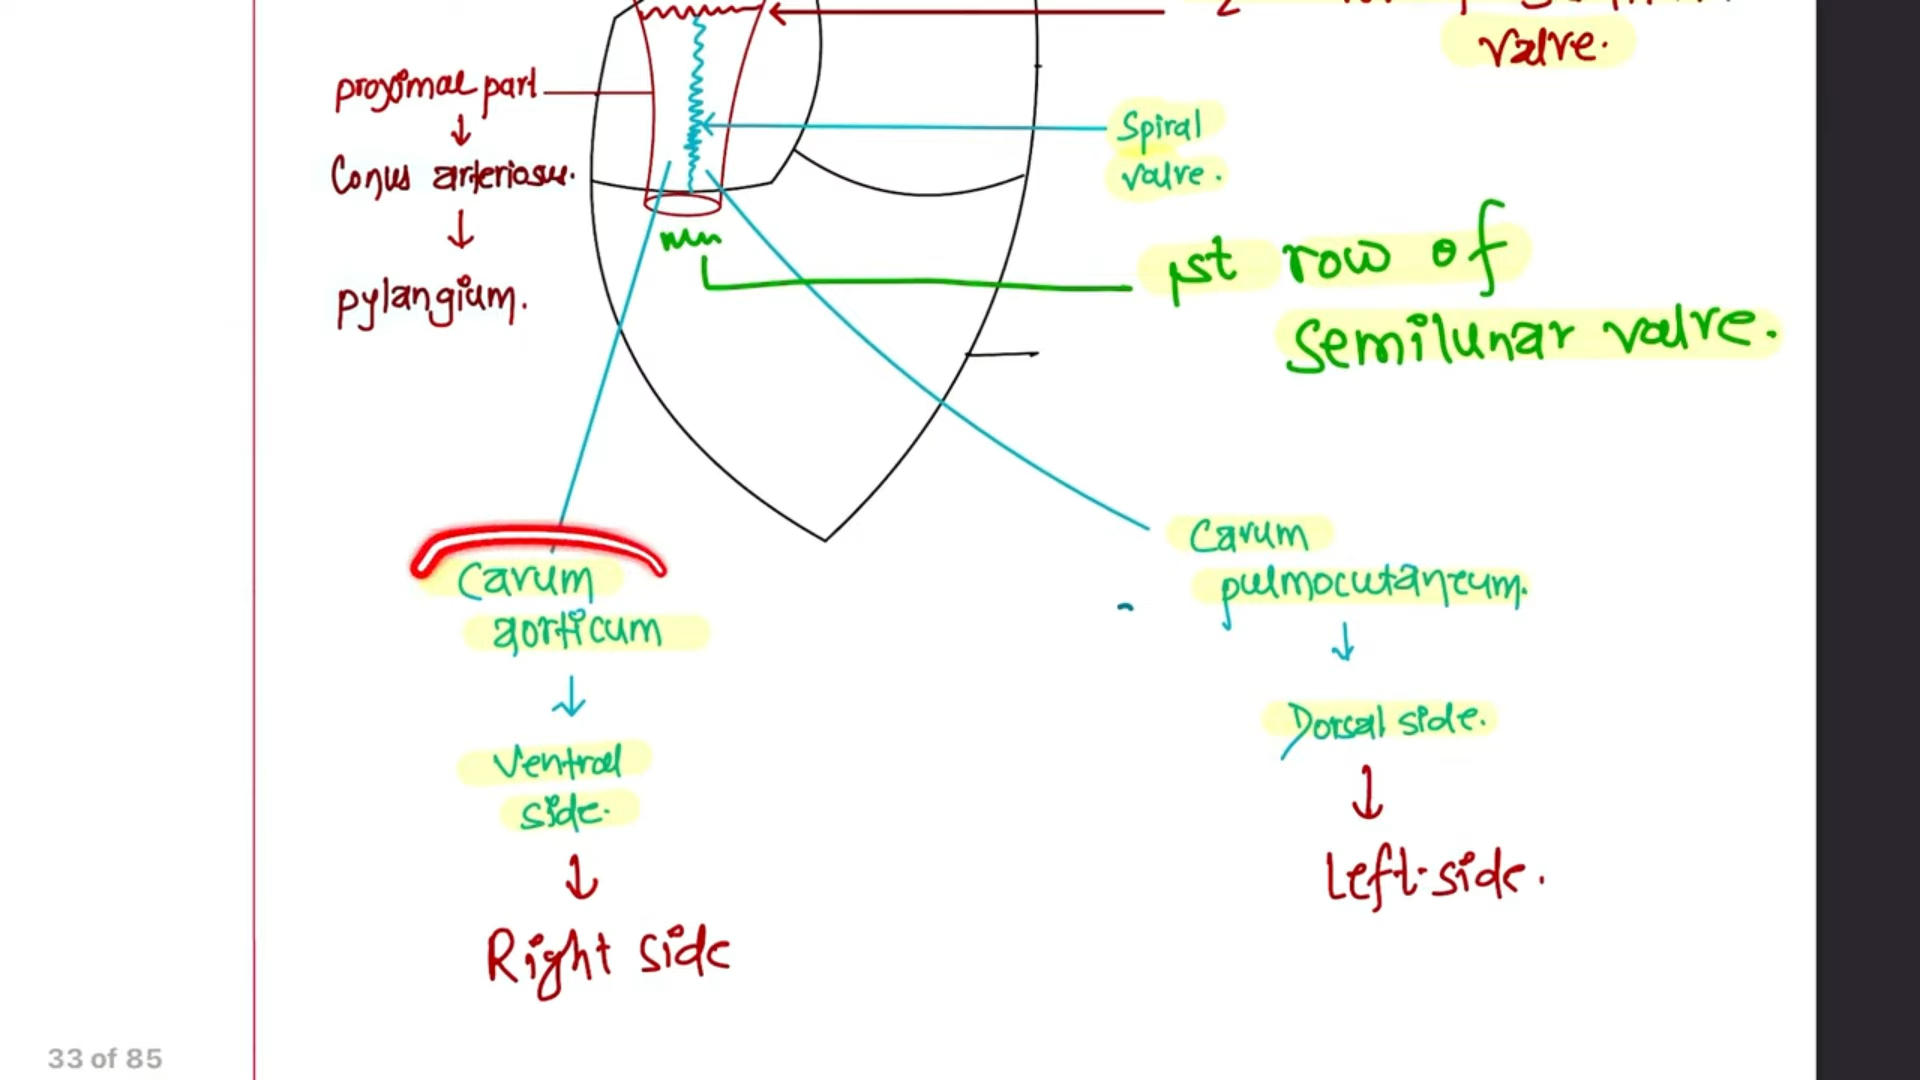 valve.
proximal part
Conus arteriosus.
pylangium.
Spiral
valve.
1st row of
Semilunar valve.
Cavum
aorticum
Ventral
side.
Right side
Cavum
pulmocutaneum.
Dorsal side.
Left side.
33 of 85